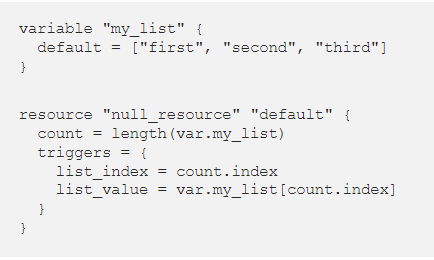 variable "my_list" {
  default = ["first", "second", "third"]
}

resource "null_resource" "default" {
  count = length(var.my_list)
  triggers = {
    list_index = count.index
    list_value = var.my_list[count.index]
  }
}